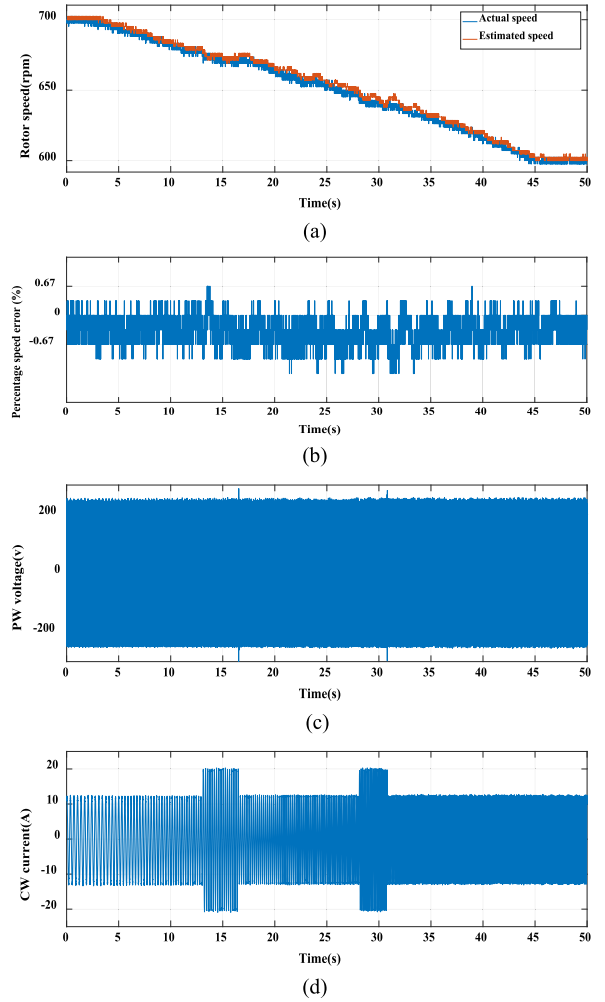 Rotor speed(rpm)
700
650
600
Actual speed
Estimated speed
0 5 10 15 20 25 30 35 40 45 50
Time(s)
(a)
Percentage speed error (%)
0.67
0
-0.67
0 5 10 15 20 25 30 35 40 45 50
Time(s)
(b)
PW voltage(v)
200
0
-200
0 5 10 15 20 25 30 35 40 45 50
Time(s)
(c)
CW current(A)
20
10
0
-10
-20
0 5 10 15 20 25 30 35 40 45 50
Time(s)
(d)